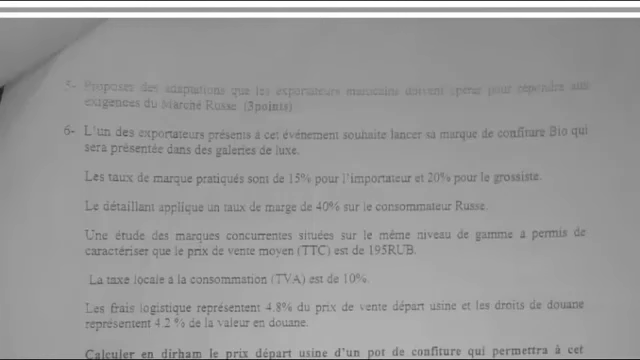 5- Proposer des adaptations que les exportateurs marocains doivent opérer pour répondre aux
exigences du Marché Russe. (3points)
6- L'un des exportateurs présents à cet événement souhaite lancer sa marque de confiture Bio qui
sera présentée dans des galeries de luxe.
Les taux de marque pratiqués sont de 15% pour l'importateur et 20% pour le grossiste.
Le détaillant applique un taux de marge de 40% sur le consommateur Russe.
Une étude des marques concurrentes situées sur le même niveau de gamme a permis de
caractériser que le prix de vente moyen (TTC) est de 195RUB.
La taxe locale à la consommation (TVA) est de 10%.
Les frais logistique représentent 4.8% du prix de vente départ usine et les droits de douane
représentent 4.2 % de la valeur en douane.
Calculer en dirham le prix départ usine d'un pot de confiture qui permettra à cet